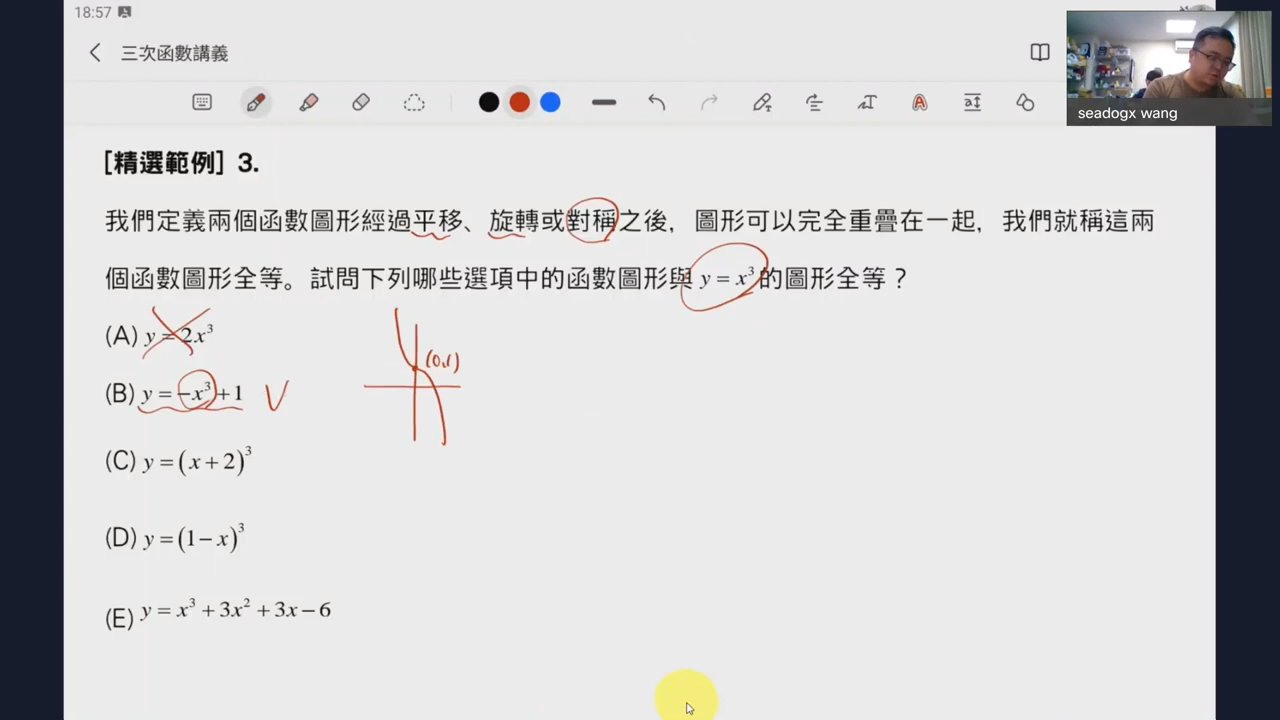 18:57
三次函數講義
seadogx wang
[精選範例] 3.
我們定義兩個函數圖形經過平移、旋轉或對稱之後，圖形可以完全重疊在一起，我們就稱這兩
個函數圖形全等。試問下列哪些選項中的函數圖形與 y = x³ 的圖形全等？
(A) y = 2x³
(0,1)
(B) y = −x³ + 1 V
(C) y = (x + 2)³
(D) y = (1 − x)³
(E) y = x³ + 3x² + 3x − 6